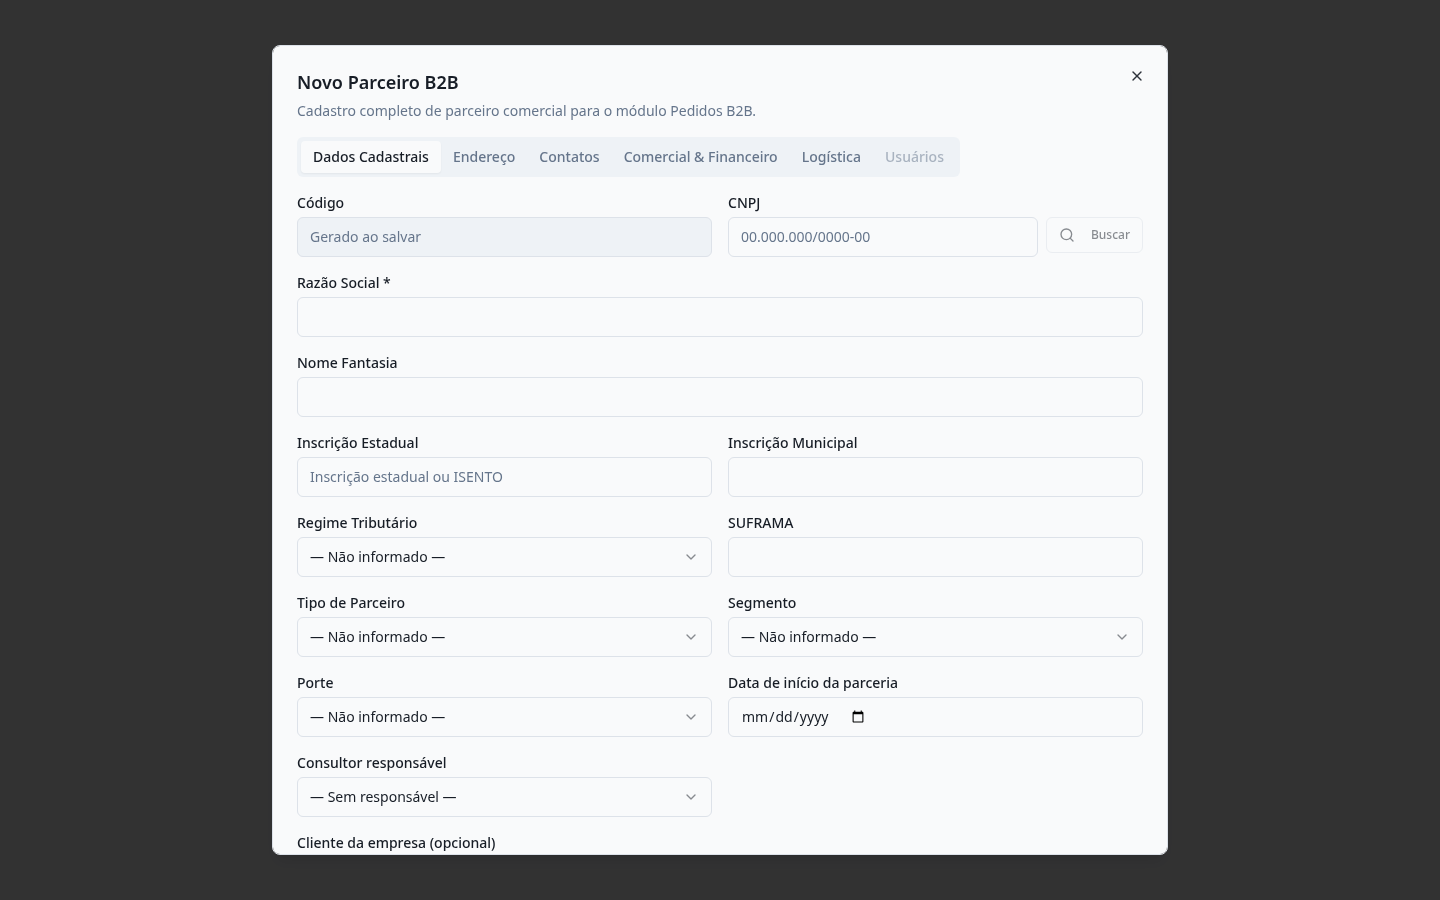 Novo Parceiro B2B
Cadastro completo de parceiro comercial para o módulo Pedidos B2B.
Dados Cadastrais Endereço Contatos Comercial & Financeiro Logística Usuários
Código CNPJ
Gerado ao salvar 00.000.000/0000-00 Buscar
Razão Social *
Nome Fantasia
Inscrição Estadual Inscrição Municipal
Inscrição estadual ou ISENTO
Regime Tributário SUFRAMA
— Não informado —
Tipo de Parceiro Segmento
— Não informado — — Não informado —
Porte Data de início da parceria
— Não informado — mm/dd/yyyy
Consultor responsável
— Sem responsável —
Cliente da empresa (opcional)